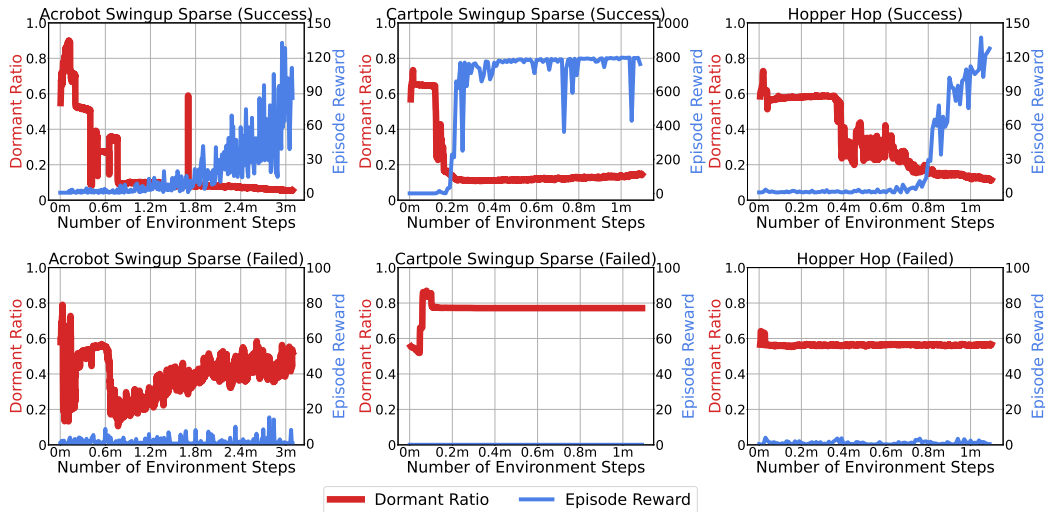 Acrobot Swingup Sparse (Success)
1.0 0.8 0.6 0.4 0.2 0
Dormant Ratio
150 120 90 60 30 0
Episode Reward
0m 0.6m 1.2m 1.8m 2.4m 3m
Number of Environment Steps
Cartpole Swingup Sparse (Success)
1.0 0.8 0.6 0.4 0.2 0
Dormant Ratio
1000 800 600 400 200 0
Episode Reward
0m 0.2m 0.4m 0.6m 0.8m 1m
Number of Environment Steps
Hopper Hop (Success)
1.0 0.8 0.6 0.4 0.2 0
Dormant Ratio
150 120 90 60 30 0
Episode Reward
0m 0.2m 0.4m 0.6m 0.8m 1m
Number of Environment Steps
Acrobot Swingup Sparse (Failed)
1.0 0.8 0.6 0.4 0.2 0
Dormant Ratio
100 80 60 40 20 0
Episode Reward
0m 0.6m 1.2m 1.8m 2.4m 3m
Number of Environment Steps
Cartpole Swingup Sparse (Failed)
1.0 0.8 0.6 0.4 0.2 0
Dormant Ratio
100 80 60 40 20 0
Episode Reward
0m 0.2m 0.4m 0.6m 0.8m 1m
Number of Environment Steps
Hopper Hop (Failed)
1.0 0.8 0.6 0.4 0.2 0
Dormant Ratio
100 80 60 40 20 0
Episode Reward
0m 0.2m 0.4m 0.6m 0.8m 1m
Number of Environment Steps
Dormant Ratio Episode Reward